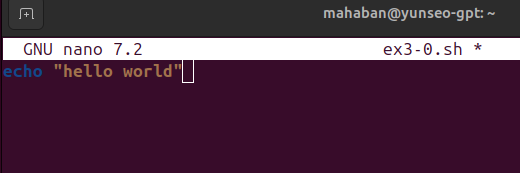 mahaban@yunseo-gpt: ~
GNU nano 7.2 ex3-0.sh *
echo "hello world"